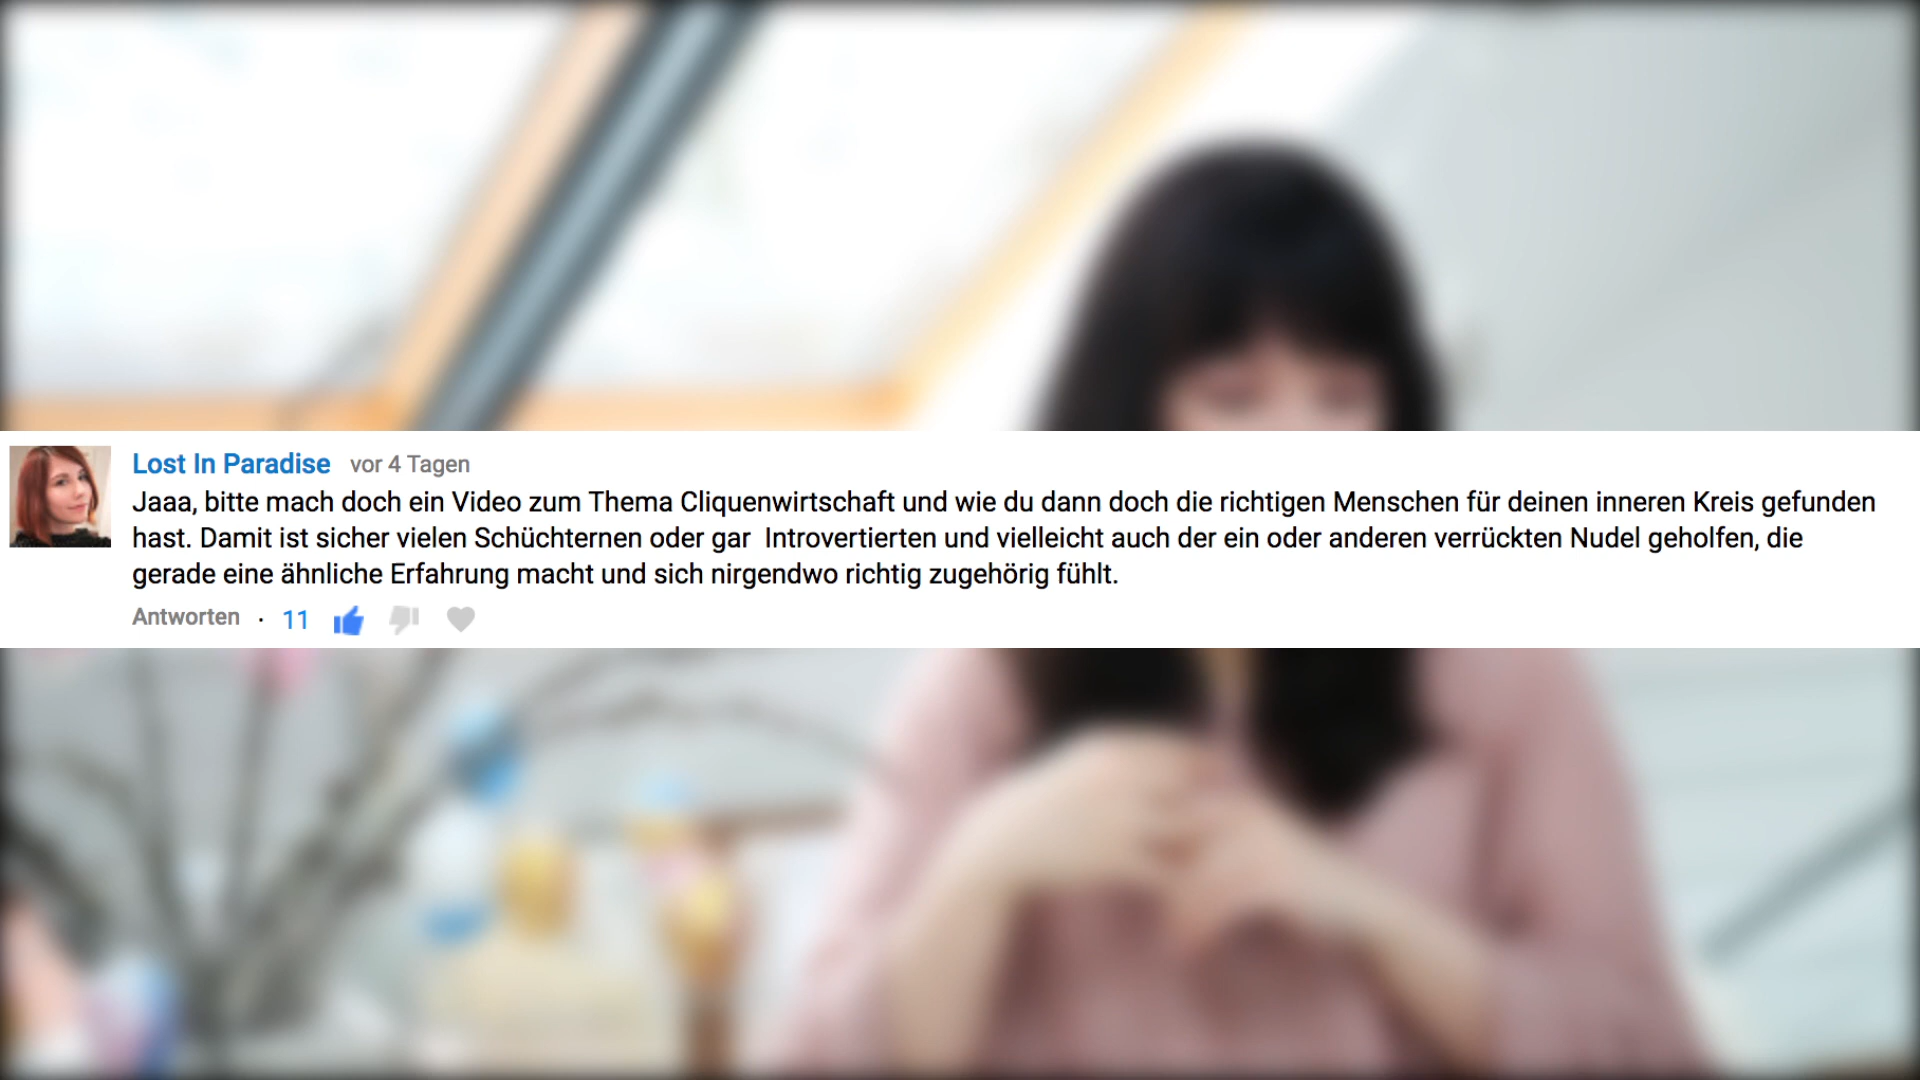 Lost In Paradise vor 4 Tagen
Jaaa, bitte mach doch ein Video zum Thema Cliquenwirtschaft und wie du dann doch die richtigen Menschen für deinen inneren Kreis gefunden
hast. Damit ist sicher vielen Schüchternen oder gar  Introvertierten und vielleicht auch der ein oder anderen verrückten Nudel geholfen, die
gerade eine ähnliche Erfahrung macht und sich nirgendwo richtig zugehörig fühlt.
Antworten · 11